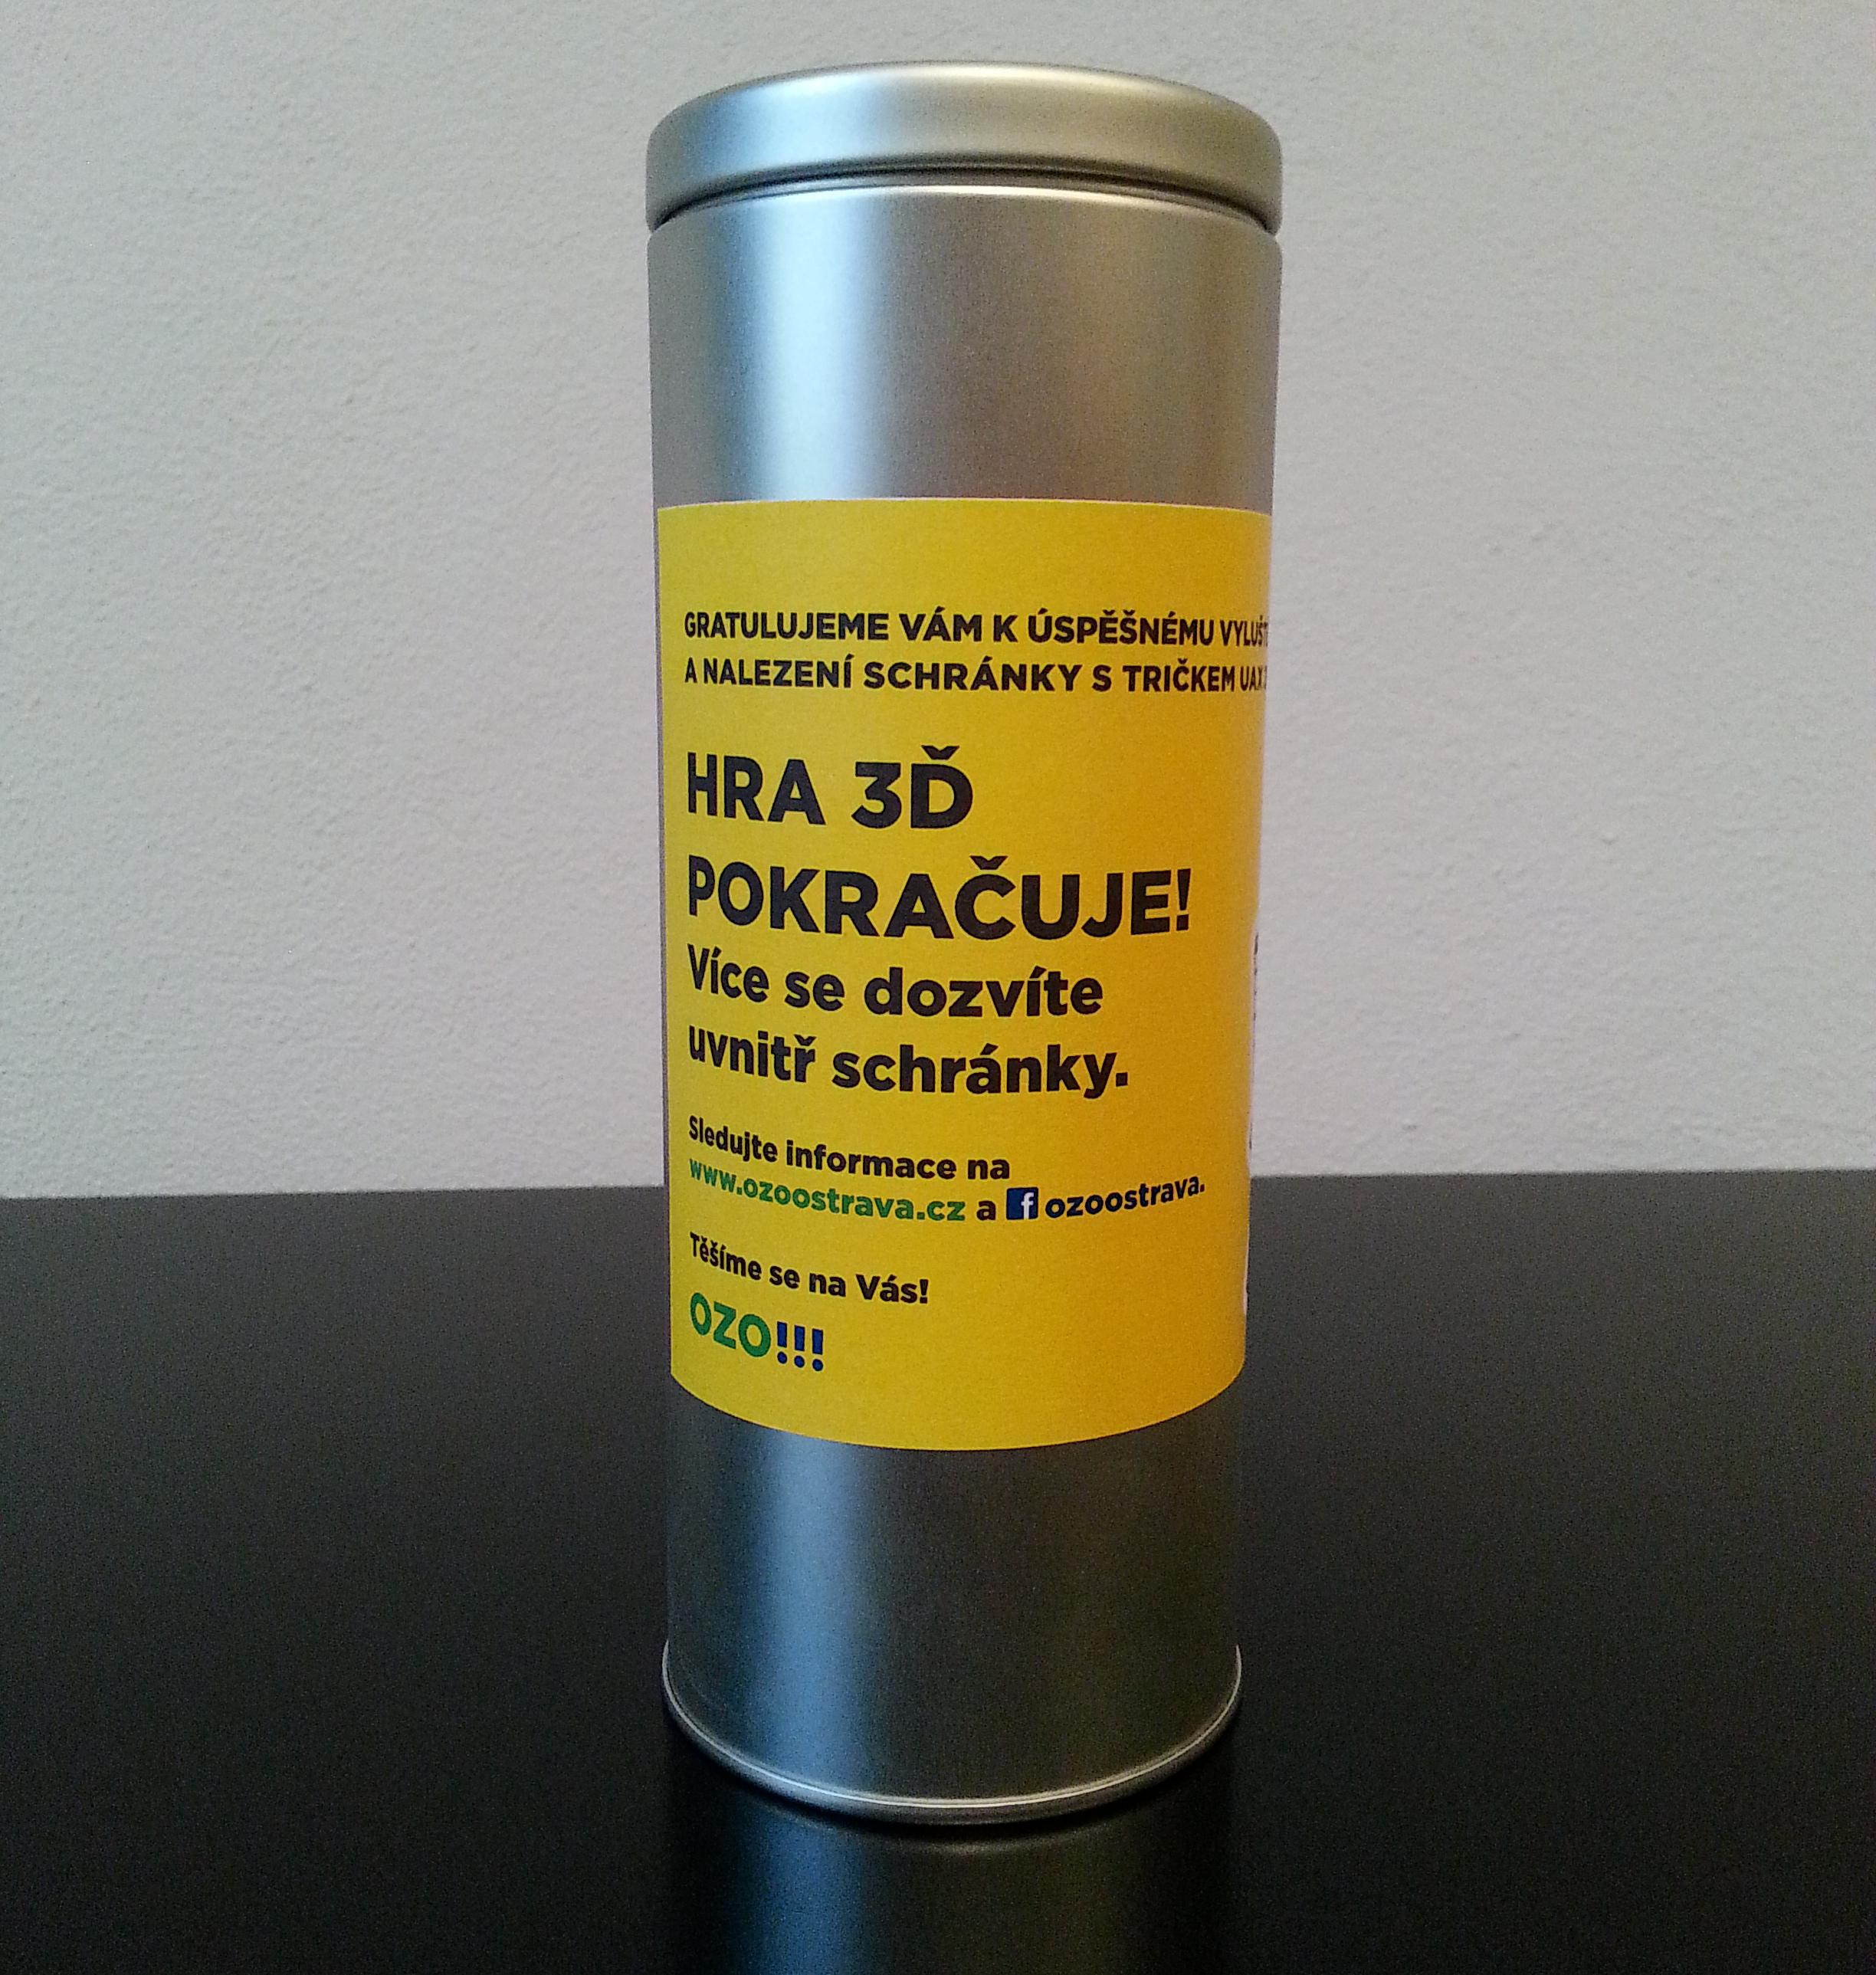 GRATULUJEME VÁM K ÚSPĚŠNÉMU
A NALEZENÍ SCHRÁNKY S TRIČKEM UAX
HRA 3Ď
POKRAČUJE!
Více se dozvíte
uvnitř schránky.
Sledujte informace na
www.ozoostrava.cz a f ozoostrava.
Těšíme se na Vás!
OZO!!!